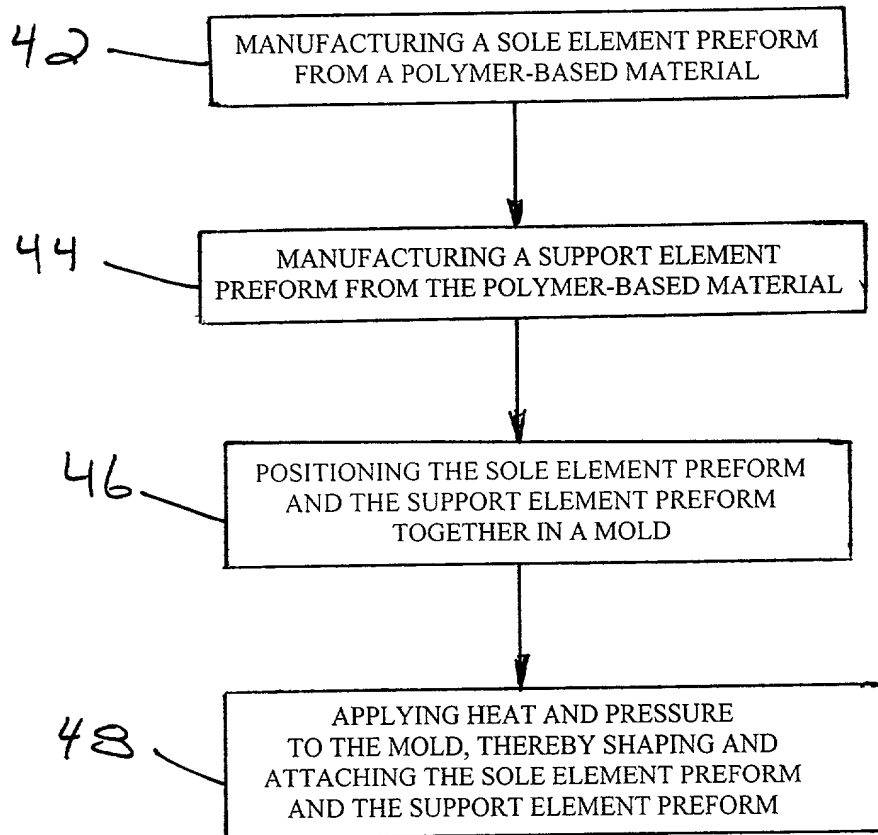 42
MANUFACTURING A SOLE ELEMENT PREFORM
FROM A POLYMER-BASED MATERIAL
44
MANUFACTURING A SUPPORT ELEMENT
PREFORM FROM THE POLYMER-BASED MATERIAL
46
POSITIONING THE SOLE ELEMENT PREFORM
AND THE SUPPORT ELEMENT PREFORM
TOGETHER IN A MOLD
48
APPLYING HEAT AND PRESSURE
TO THE MOLD, THEREBY SHAPING AND
ATTACHING THE SOLE ELEMENT PREFORM
AND THE SUPPORT ELEMENT PREFORM